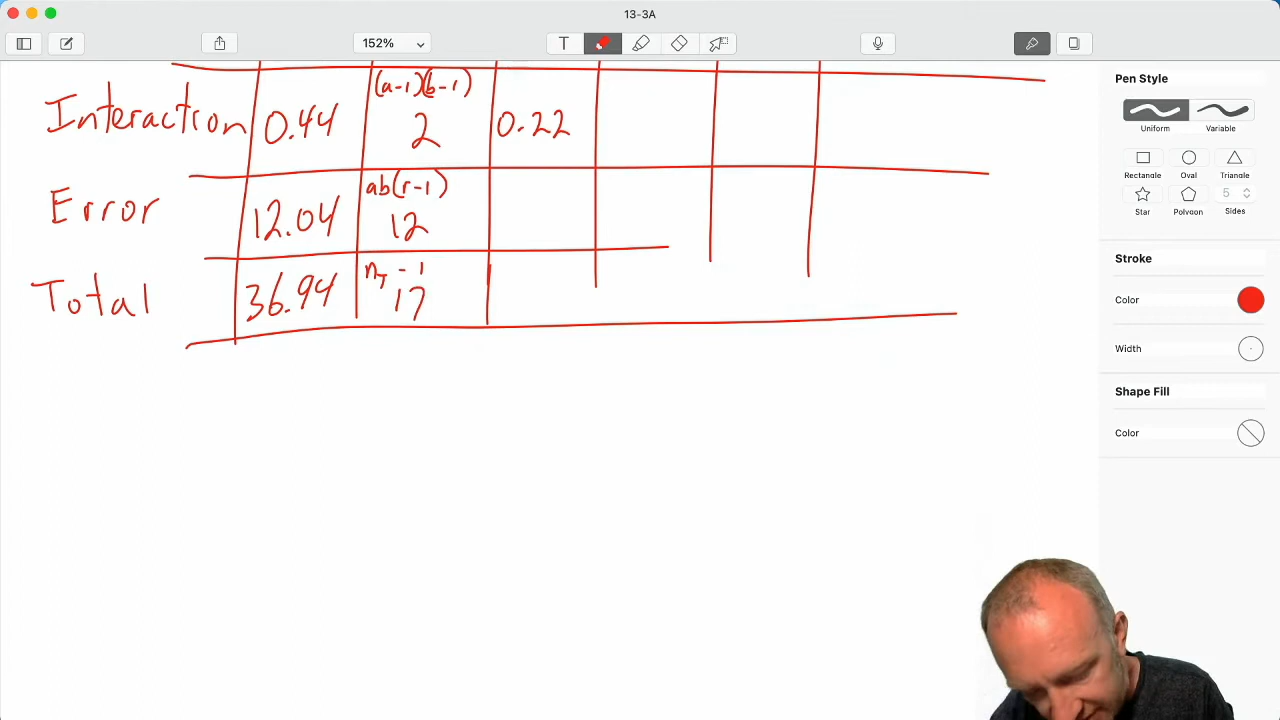 13-3A
152%
T
Pen Style
Uniform
Variable
Rectangle
Oval
Triangle
Star
Polygon
5
Sides
Stroke
Color
Width
Shape Fill
Color
(a-1)(b-1)
Interaction 0.44 2 0.22
ab(r-1)
Error 12.04 12
n_T - 1
Total 36.94 17